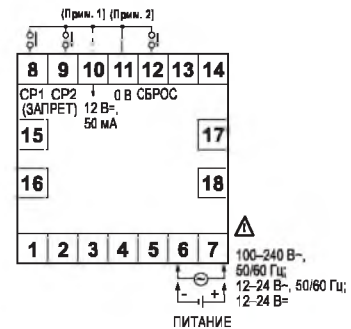 (Прим. 1) (Прим. 2)
8 9 10 11 12 13 14
CP1 CP2 0 В СБРОС
(ЗАПРЕТ) 12 В=,
50 мА
15 17
16 18
1 2 3 4 5 6 7
100–240 В~,
50/60 Гц;
12–24 В~, 50/60 Гц;
12–24 В=
- +
ПИТАНИЕ